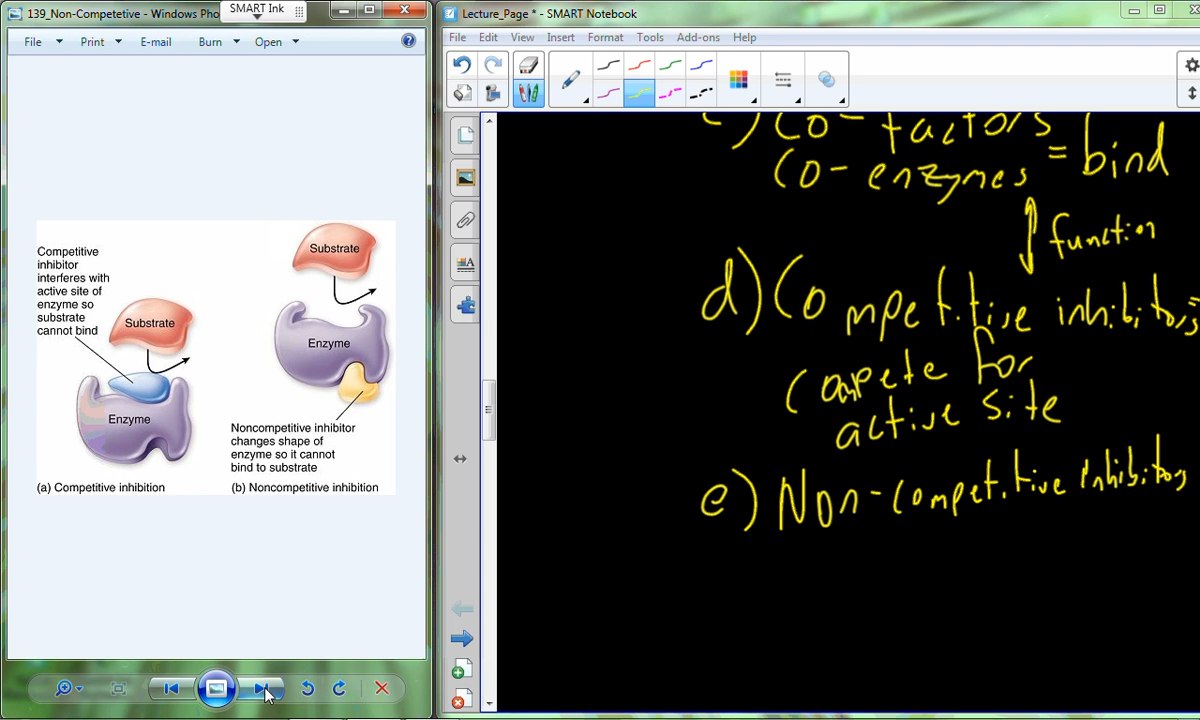 139_Non-Competetive - Windows Pho
SMART Ink
File Print E-mail Burn Open
Competitive
inhibitor
interferes with
active site of
enzyme so
substrate
cannot bind
Substrate
Enzyme
(a) Competitive inhibition
Substrate
Enzyme
Noncompetitive inhibitor
changes shape of
enzyme so it cannot
bind to substrate
(b) Noncompetitive inhibition
Lecture_Page * - SMART Notebook
File Edit View Insert Format Tools Add-ons Help
c) Co-factors
Co-enzymes = bind
function
d) Competitive inhibitors=
Compete for
active site
e) Non-competitive inhibitors